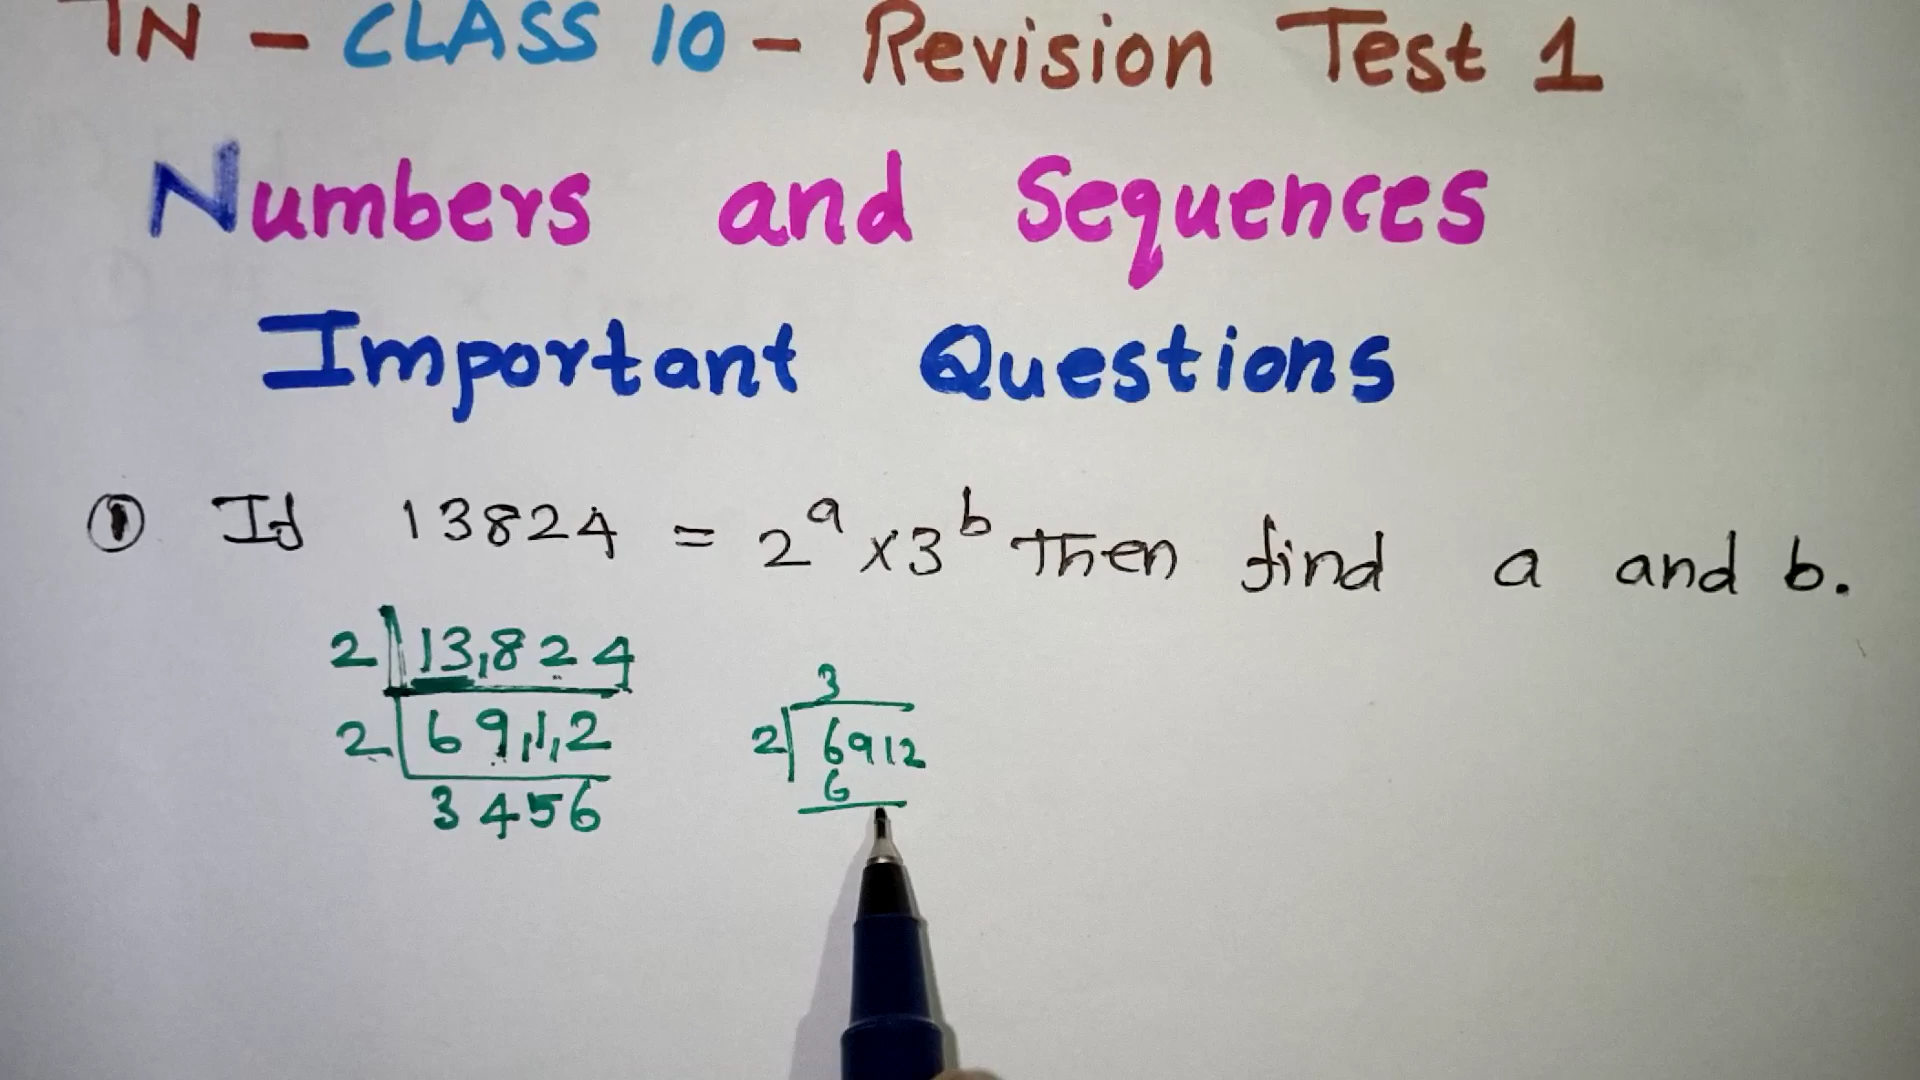 TN - CLASS 10 - Revision Test 1
Numbers and Sequences
Important Questions
① If 13824 = 2^a × 3^b Then find a and b.
2 | 13,824
2 | 69,1,2
3456
3
2 | 6912
6